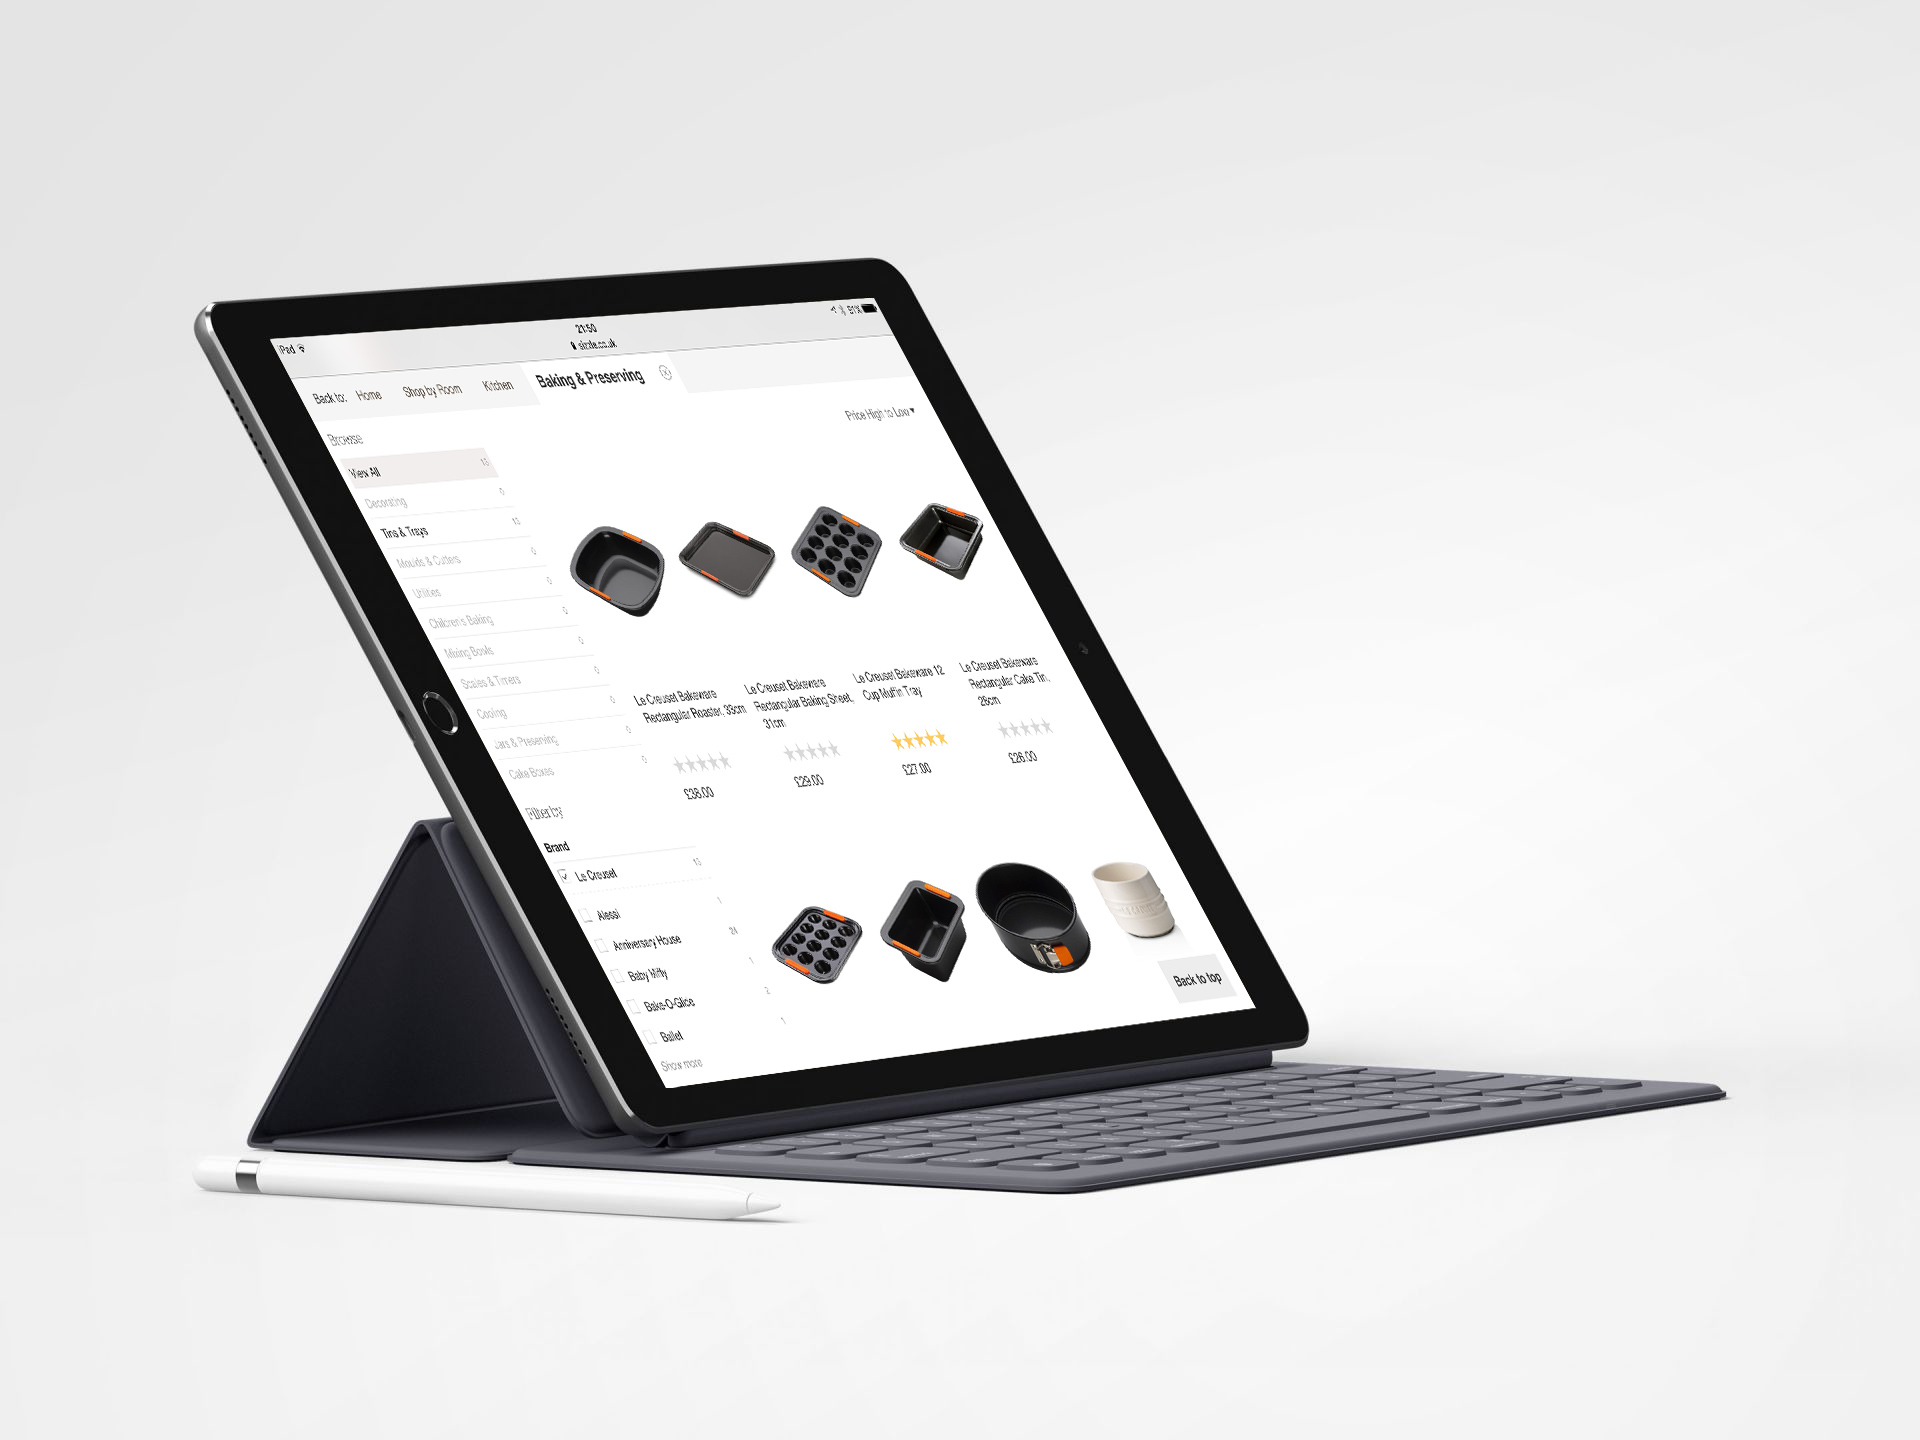 iPad
21:50
51%
Back to: Home Shop by Room Kitchen Baking & Preserving
Price High to Low
Browse
View All 13
Decorating 0
Tins & Trays 13
Moulds & Cutters 0
Utilities 0
Children's Baking 0
Mixing Bowls 0
Scales & Timers 0
Cooling 0
Jars & Preserving 0
Cake Boxes 0
Le Creuset Bakeware
Rectangular Roaster, 33cm
£38.00
Le Creuset Bakeware
Rectangular Baking Sheet,
31cm
£29.00
Le Creuset Bakeware 12
Cup Muffin Tray
£27.00
Le Creuset Bakeware
Rectangular Cake Tin,
26cm
£26.00
Filter by
Brand
Le Creuset 13
Alessi 1
Anniversary House 24
Baby Miffy 1
Bake-O-Glide 2
Ballet 1
Show more
Back to top